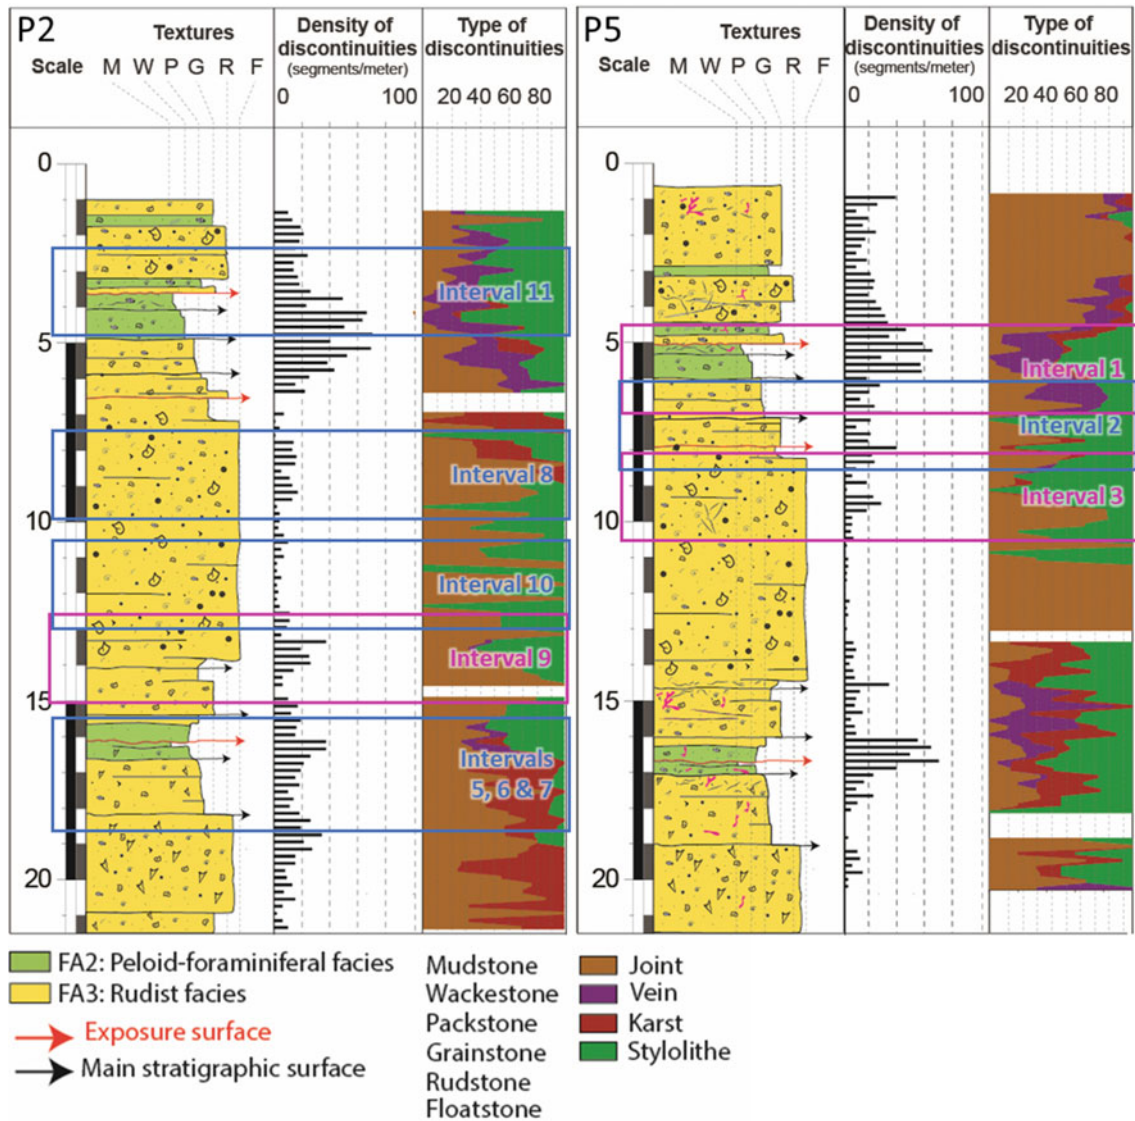 P2
Textures
Density of
discontinuities
(segments/meter)
Type of
discontinuities
Scale
M W P G R F
0 100
20 40 60 80
0
5
10
15
20
Interval 11
Interval 8
Interval 10
Interval 9
Intervals
5, 6 & 7
P5
Textures
Density of
discontinuities
(segments/meter)
Type of
discontinuities
Scale
M W P G R F
0 100
20 40 60 80
0
5
10
15
20
Interval 1
Interval 2
Interval 3
FA2: Peloid-foraminiferal facies
FA3: Rudist facies
Exposure surface
Main stratigraphic surface
Mudstone
Wackestone
Packstone
Grainstone
Rudstone
Floatstone
Joint
Vein
Karst
Stylolithe